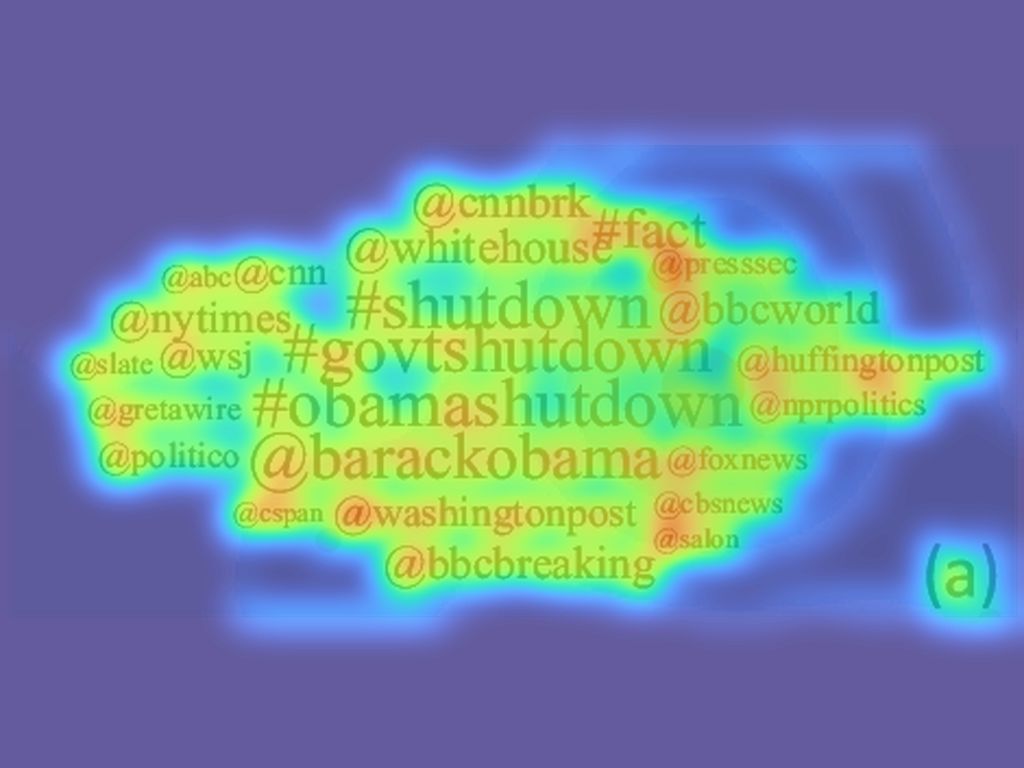 @cnnbrk
#fact
@whitehouse
@presssec
@abc @cnn
#shutdown @bbcworld
@nytimes
#govtshutdown
@slate @wsj
@huffingtonpost
@gretawire #obamashutdown @nprpolitics
@politico @barackobama @foxnews
@cspan @washingtonpost @cbsnews
@salon
@bbcbreaking
(a)